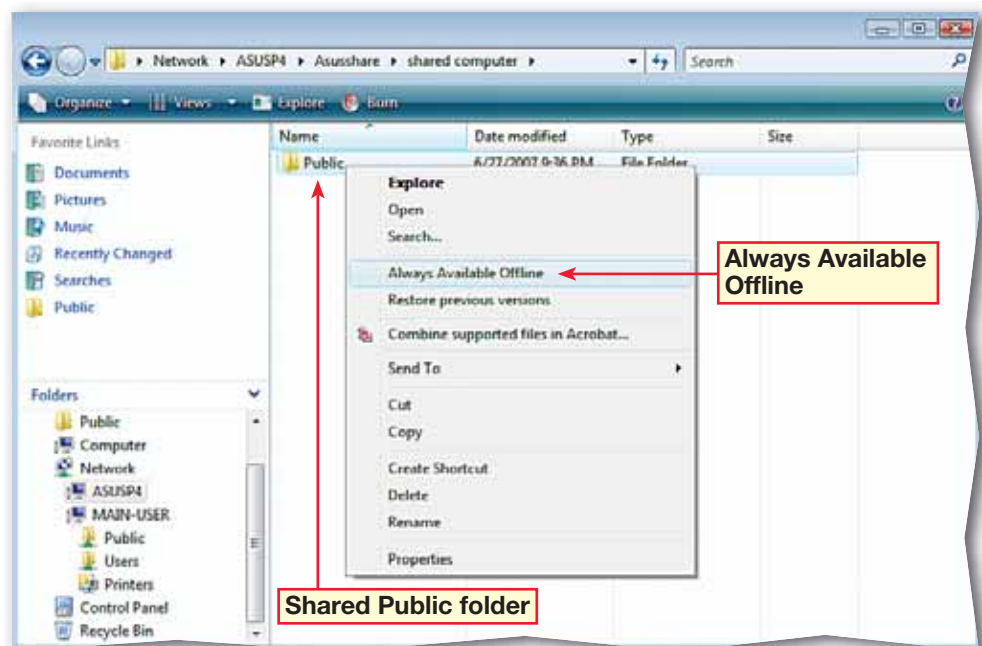 Network ▸ ASUSP4 ▸ Asusshare ▸ shared computer ▸
Search
Organize Views Explore Burn
Favorite Links
Documents
Pictures
Music
Recently Changed
Searches
Public
Name Date modified Type Size
Public 6/27/2007 9:36 PM File Folder
Explore
Open
Search...
Always Available Offline
Restore previous versions
Combine supported files in Acrobat...
Send To
Cut
Copy
Create Shortcut
Delete
Rename
Properties
Always Available
Offline
Folders
Public
Computer
Network
ASUSP4
MAIN-USER
Public
Users
Printers
Control Panel
Recycle Bin
Shared Public folder